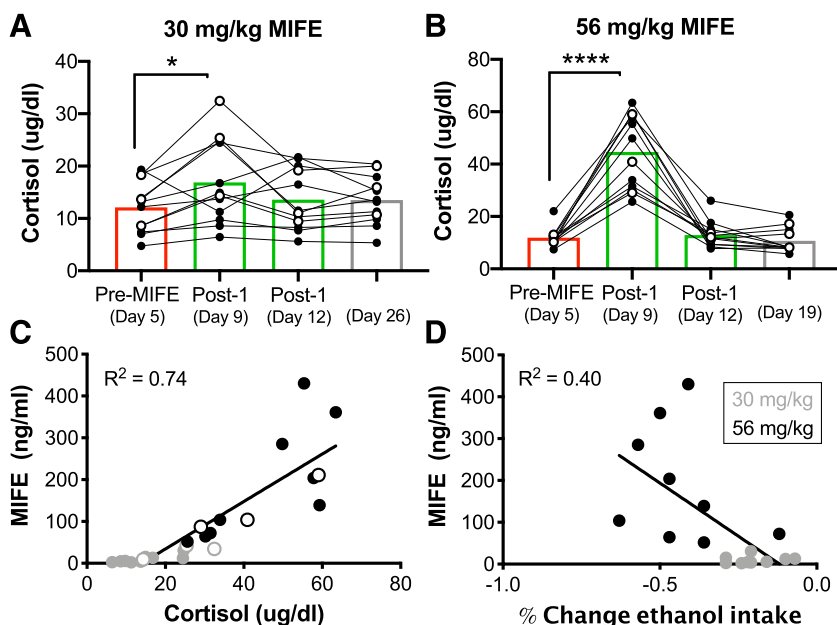 A
30 mg/kg MIFE
Cortisol (ug/dl)
40
30
20
10
0
*
Pre-MIFE
(Day 5)
Post-1
(Day 9)
Post-1
(Day 12)
(Day 26)
B
56 mg/kg MIFE
Cortisol (ug/dl)
80
60
40
20
0
****
Pre-MIFE
(Day 5)
Post-1
(Day 9)
Post-1
(Day 12)
(Day 19)
C
R² = 0.74
MIFE (ng/ml)
500
400
300
200
100
0
0 20 40 60 80
Cortisol (ug/dl)
D
R² = 0.40
30 mg/kg
56 mg/kg
MIFE (ng/ml)
500
400
300
200
100
0
-1.0 -0.5 0.0
% Change ethanol intake